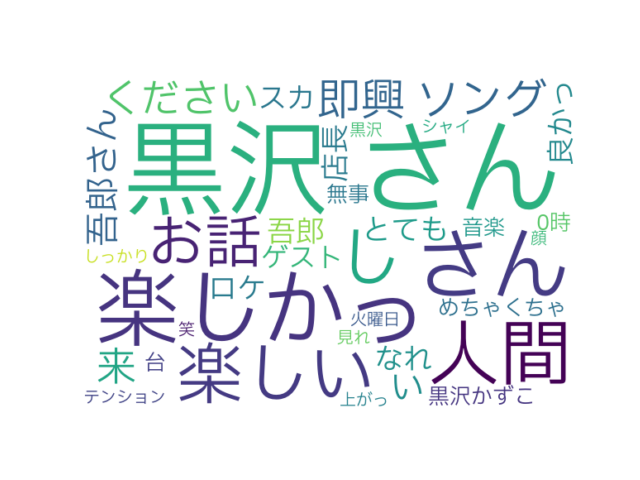 ください
スカ
即興
ソング
良かっ
吾郎さん
黒沢
さん
店長
黒沢
シャイ
無事
お話
吾郎
とても
音楽
0時
顔
しっかり
ゲスト
し
さん
楽しかっ
ロケ
めちゃくちゃ
笑
火曜日
見れ
人間
来
台
楽しい
なれ
い
テンション
上がっ
黒沢かずこ